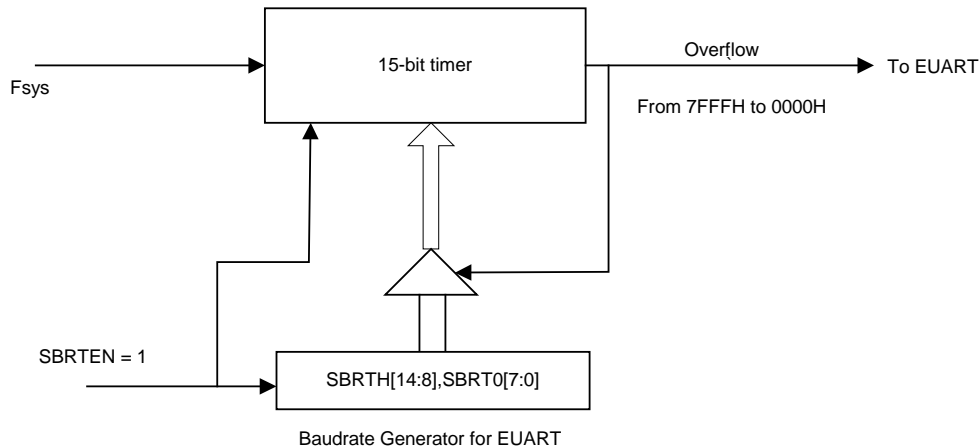 15-bit timer
Overflow
To EUART
Fsys
From 7FFFH to 0000H
SBRTEN = 1
SBRTH[14:8],SBRT0[7:0]
Baudrate Generator for EUART